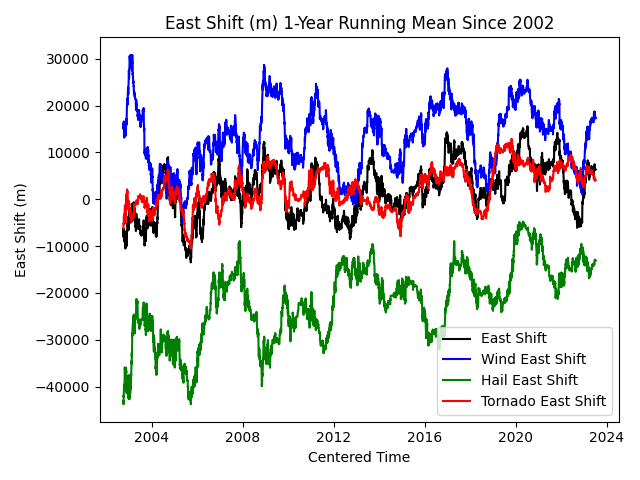 East Shift (m) 1-Year Running Mean Since 2002
East Shift (m)
30000
20000
10000
0
−10000
−20000
−30000
−40000
East Shift
Wind East Shift
Hail East Shift
Tornado East Shift
2004 2008 2012 2016 2020 2024
Centered Time